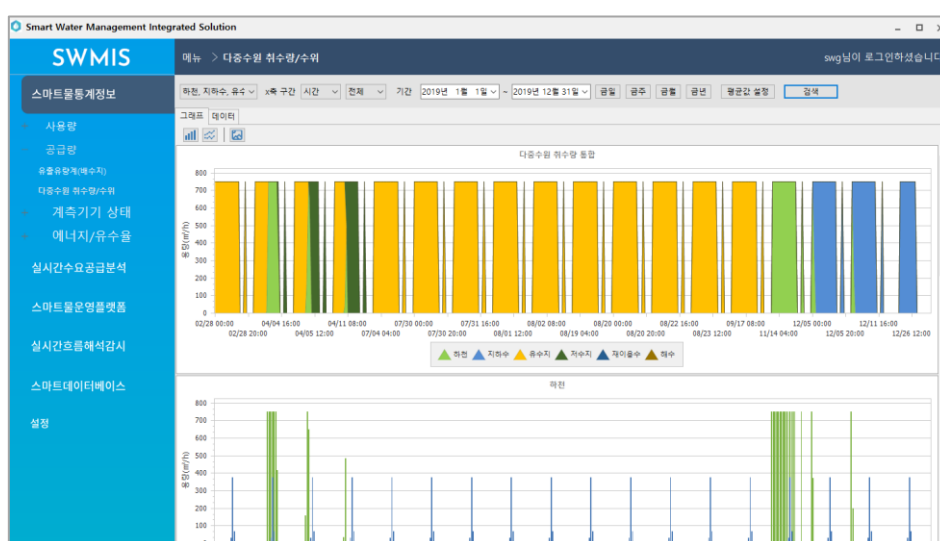 Smart Water Management Integrated Solution
SWMIS
메뉴 > 다중수원 취수량/수위
swg님이 로그인하셨습니다
스마트물통계정보
사용량
공급량
유출유량계(배수지)
다중수원 취수량/수위
계측기기 상태
에너지/유수율
실시간수요공급분석
스마트물운영플랫폼
실시간흐름해석감시
스마트데이터베이스
설정
하천, 지하수, 유수 x축 구간 시간 전체 기간 2019년 1월 1일 ~ 2019년 12월 31일 금일 금주 금월 금년 평균값 설정 검색
그래프 데이터
다중수원 취수량 통합
800
700
600
500
400
300
200
100
0
용량(㎥/h)
02/28 00:00 04/04 16:00 04/11 08:00 07/30 00:00 07/31 16:00 08/02 08:00 08/20 00:00 08/22 16:00 09/17 08:00 12/05 00:00 12/11 16:00
02/28 20:00 04/05 12:00 07/04 04:00 07/30 20:00 08/01 12:00 08/19 04:00 08/20 20:00 08/23 12:00 11/14 04:00 12/05 20:00 12/26 12:00
하천 지하수 유수지 저수지 재이용수 해수
하천
800
700
600
500
400
300
200
100
용량(㎥/h)